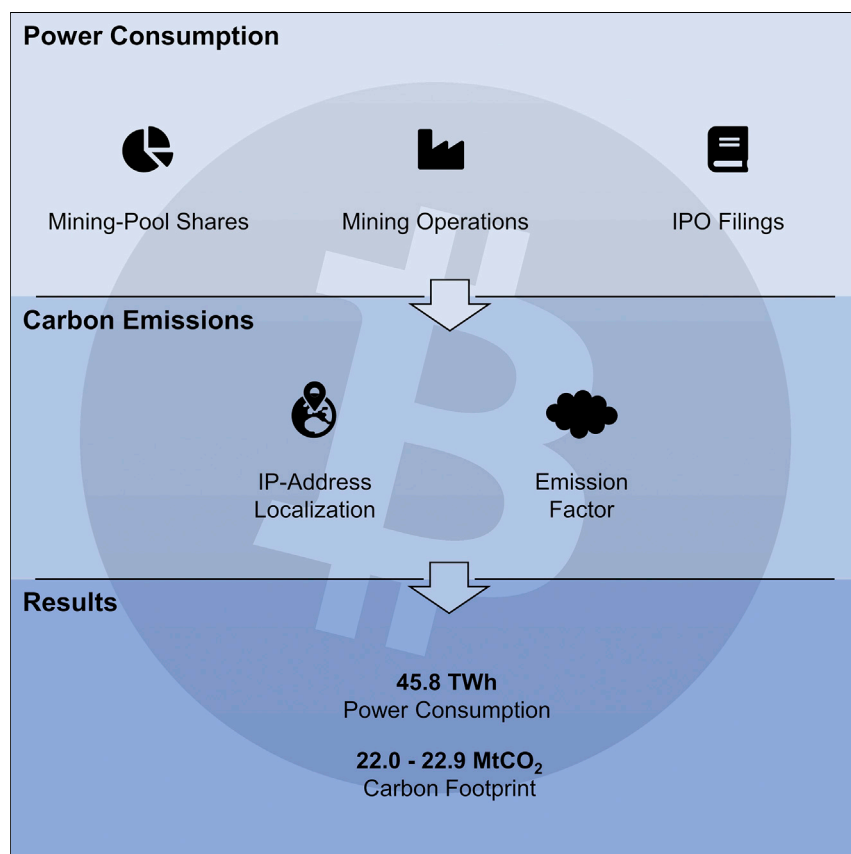 Power Consumption
Mining-Pool Shares
Mining Operations
IPO Filings
Carbon Emissions
IP-Address
Localization
Emission
Factor
Results
45.8 TWh
Power Consumption
22.0 - 22.9 MtCO₂
Carbon Footprint